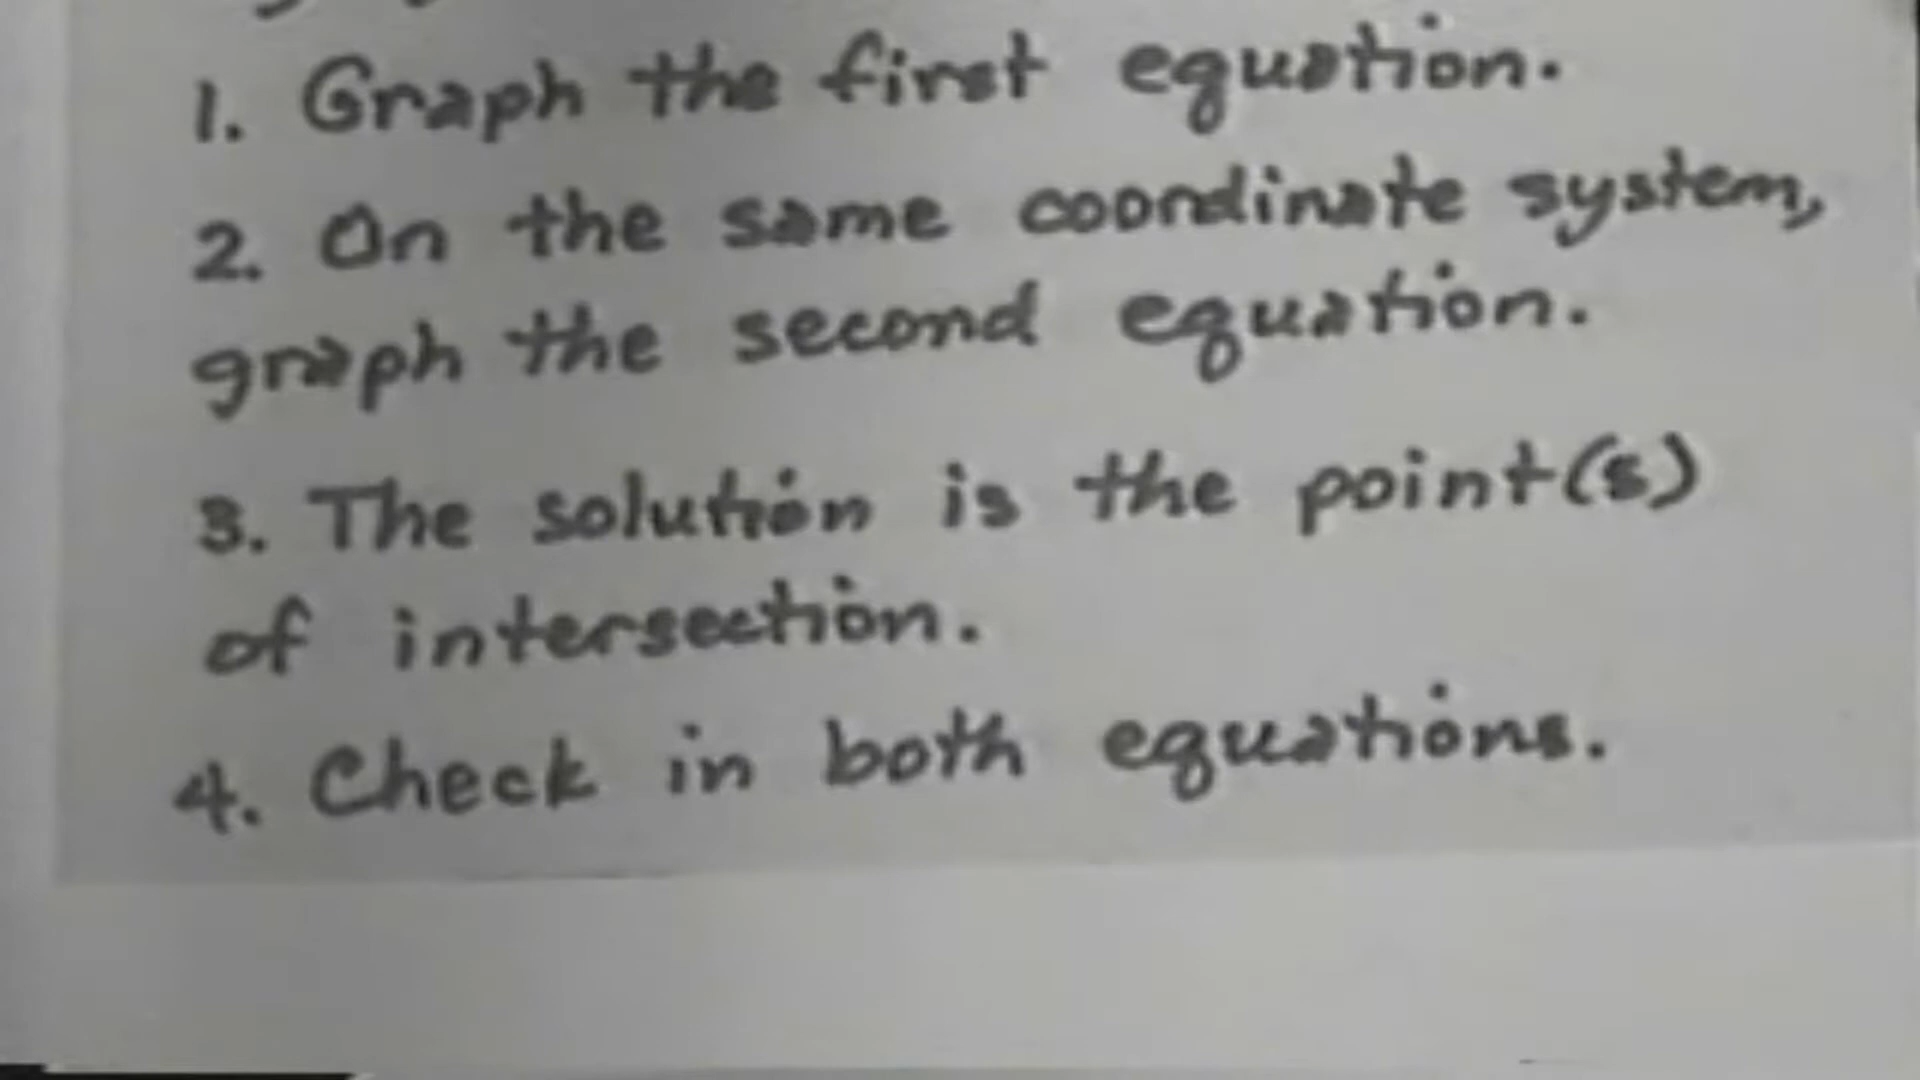 1. Graph the first equation.
2. On the same coordinate system,
graph the second equation.
3. The solution is the point(s)
of intersection.
4. Check in both equations.